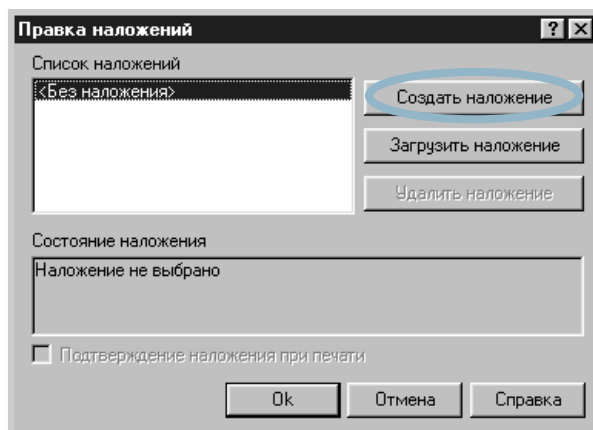 Правка наложений
Список наложений
<Без наложения>
Создать наложение
Загрузить наложение
Удалить наложение
Состояние наложения
Наложение не выбрано
Подтверждение наложения при печати
Ok
Отмена
Справка